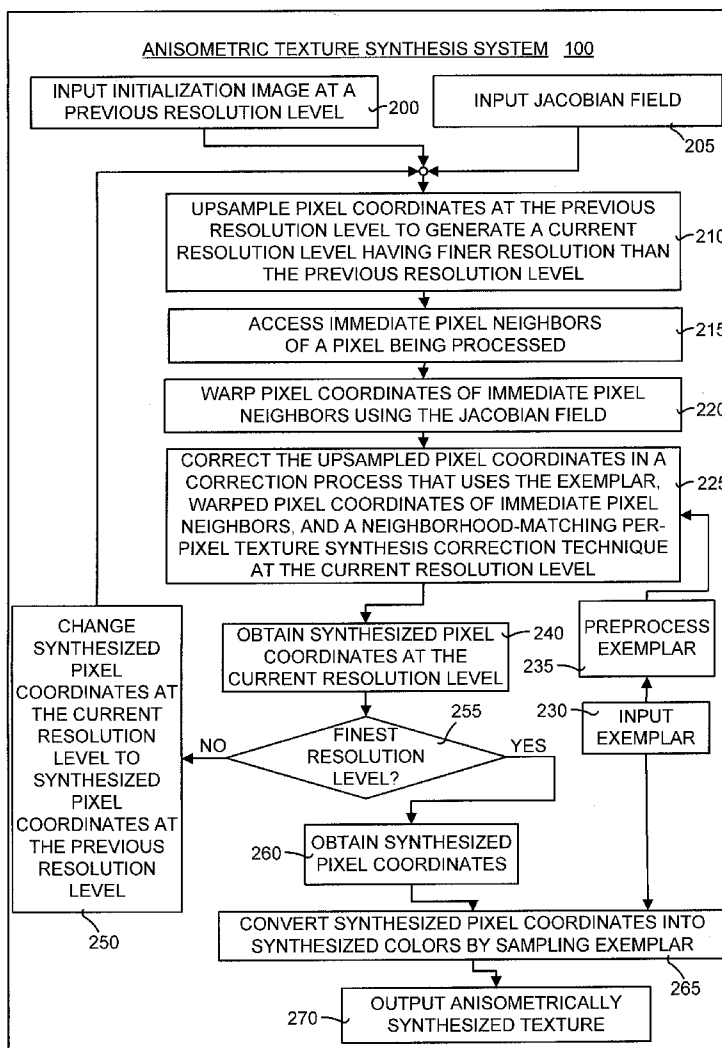 ANISOMETRIC TEXTURE SYNTHESIS SYSTEM 100
INPUT INITIALIZATION IMAGE AT A
PREVIOUS RESOLUTION LEVEL
200
INPUT JACOBIAN FIELD
205
UPSAMPLE PIXEL COORDINATES AT THE PREVIOUS
RESOLUTION LEVEL TO GENERATE A CURRENT
RESOLUTION LEVEL HAVING FINER RESOLUTION THAN
THE PREVIOUS RESOLUTION LEVEL
210
ACCESS IMMEDIATE PIXEL NEIGHBORS
OF A PIXEL BEING PROCESSED
215
WARP PIXEL COORDINATES OF IMMEDIATE PIXEL
NEIGHBORS USING THE JACOBIAN FIELD
220
CORRECT THE UPSAMPLED PIXEL COORDINATES IN A
CORRECTION PROCESS THAT USES THE EXEMPLAR,
WARPED PIXEL COORDINATES OF IMMEDIATE PIXEL
NEIGHBORS, AND A NEIGHBORHOOD-MATCHING PER-
PIXEL TEXTURE SYNTHESIS CORRECTION TECHNIQUE
AT THE CURRENT RESOLUTION LEVEL
225
OBTAIN SYNTHESIZED PIXEL
COORDINATES AT THE
CURRENT RESOLUTION LEVEL
240
PREPROCESS
EXEMPLAR
235
230
INPUT
EXEMPLAR
CHANGE
SYNTHESIZED
PIXEL
COORDINATES AT
THE CURRENT
RESOLUTION
LEVEL TO
SYNTHESIZED
PIXEL
COORDINATES AT
THE PREVIOUS
RESOLUTION
LEVEL
250
NO
FINEST
RESOLUTION
LEVEL?
255
YES
260
OBTAIN SYNTHESIZED
PIXEL COORDINATES
CONVERT SYNTHESIZED PIXEL COORDINATES INTO
SYNTHESIZED COLORS BY SAMPLING EXEMPLAR
265
OUTPUT ANISOMETRICALLY
SYNTHESIZED TEXTURE
270